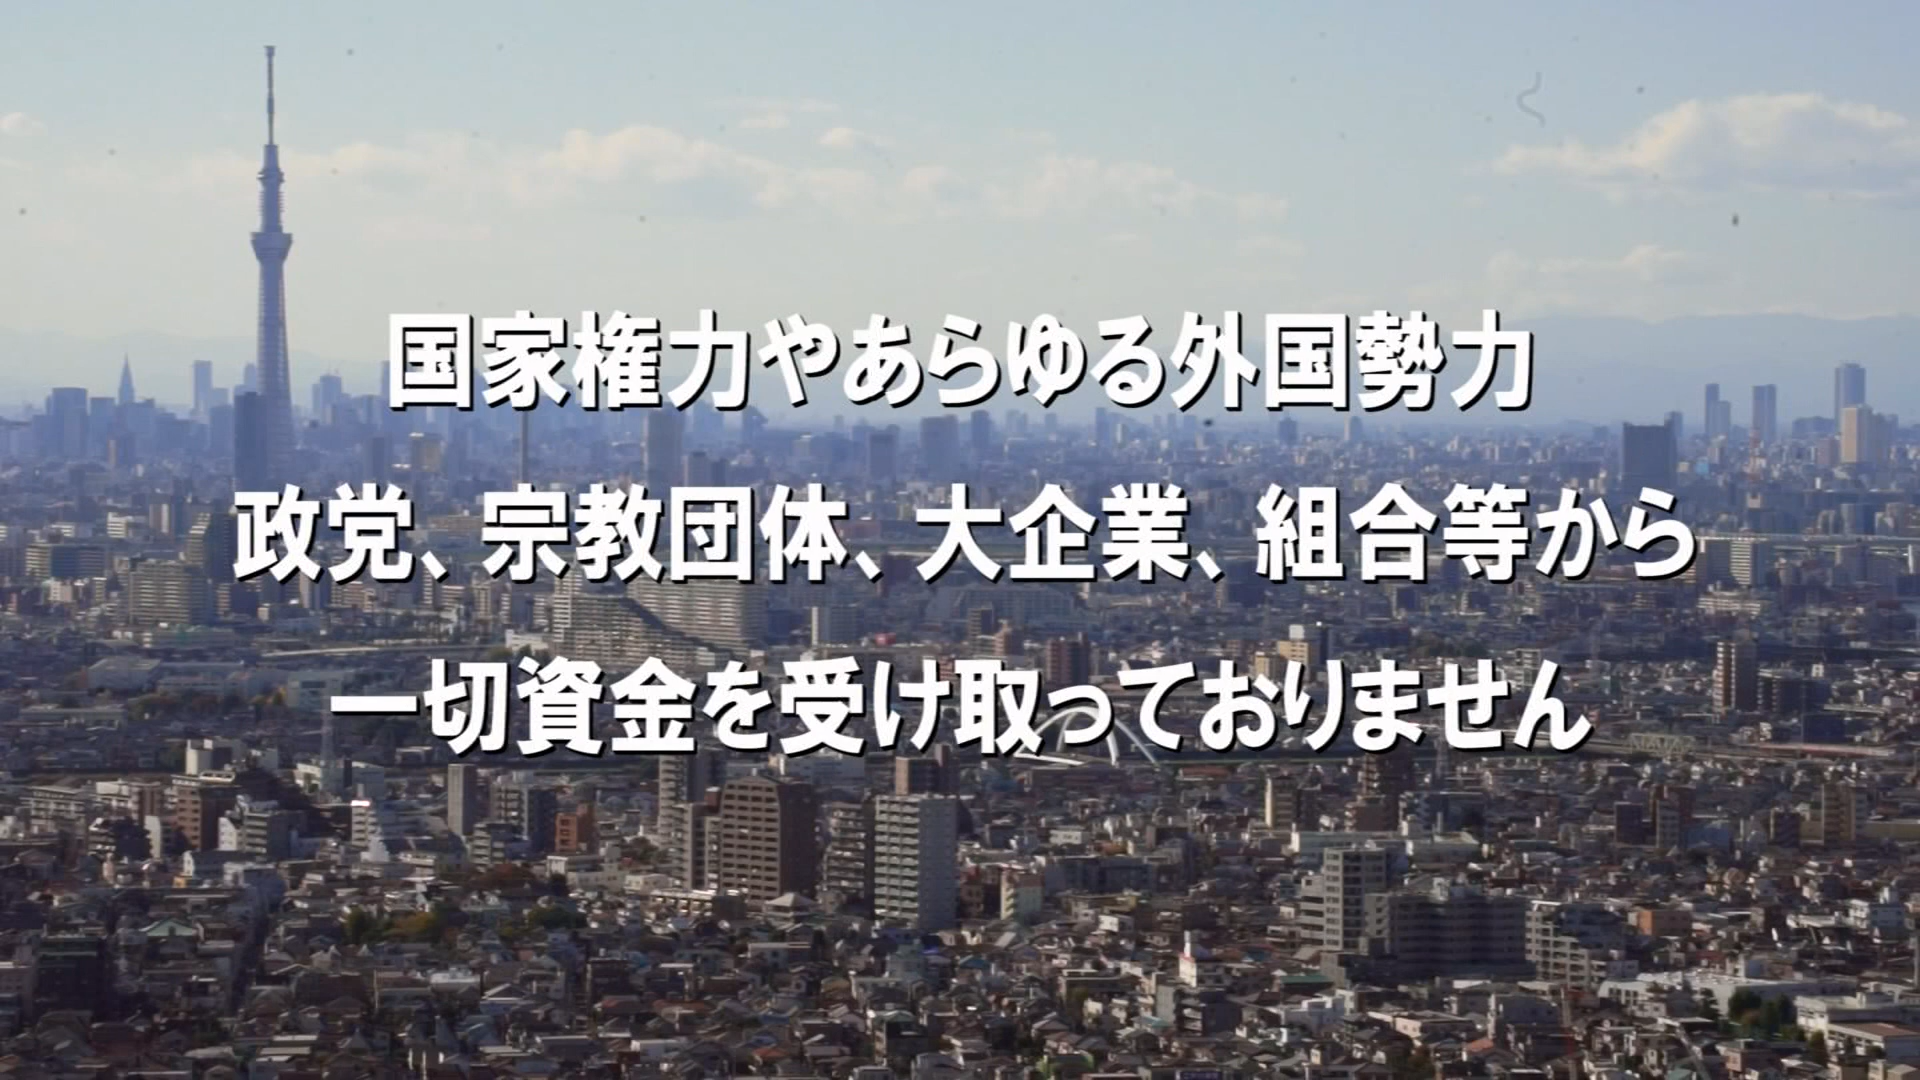 国家権力やあらゆる外国勢力
政党、宗教団体、大企業、組合等から
一切資金を受け取っておりません